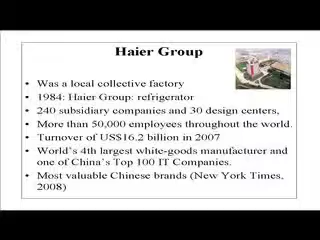 Haier Group
• Was a local collective factory
• 1984: Haier Group: refrigerator
• 240 subsidiary companies and 30 design centers,
• More than 50,000 employees throughout the world.
• Turnover of US$16.2 billion in 2007
• World's 4th largest white-goods manufacturer and
one of China's Top 100 IT Companies.
• Most valuable Chinese brands (New York Times,
2008)